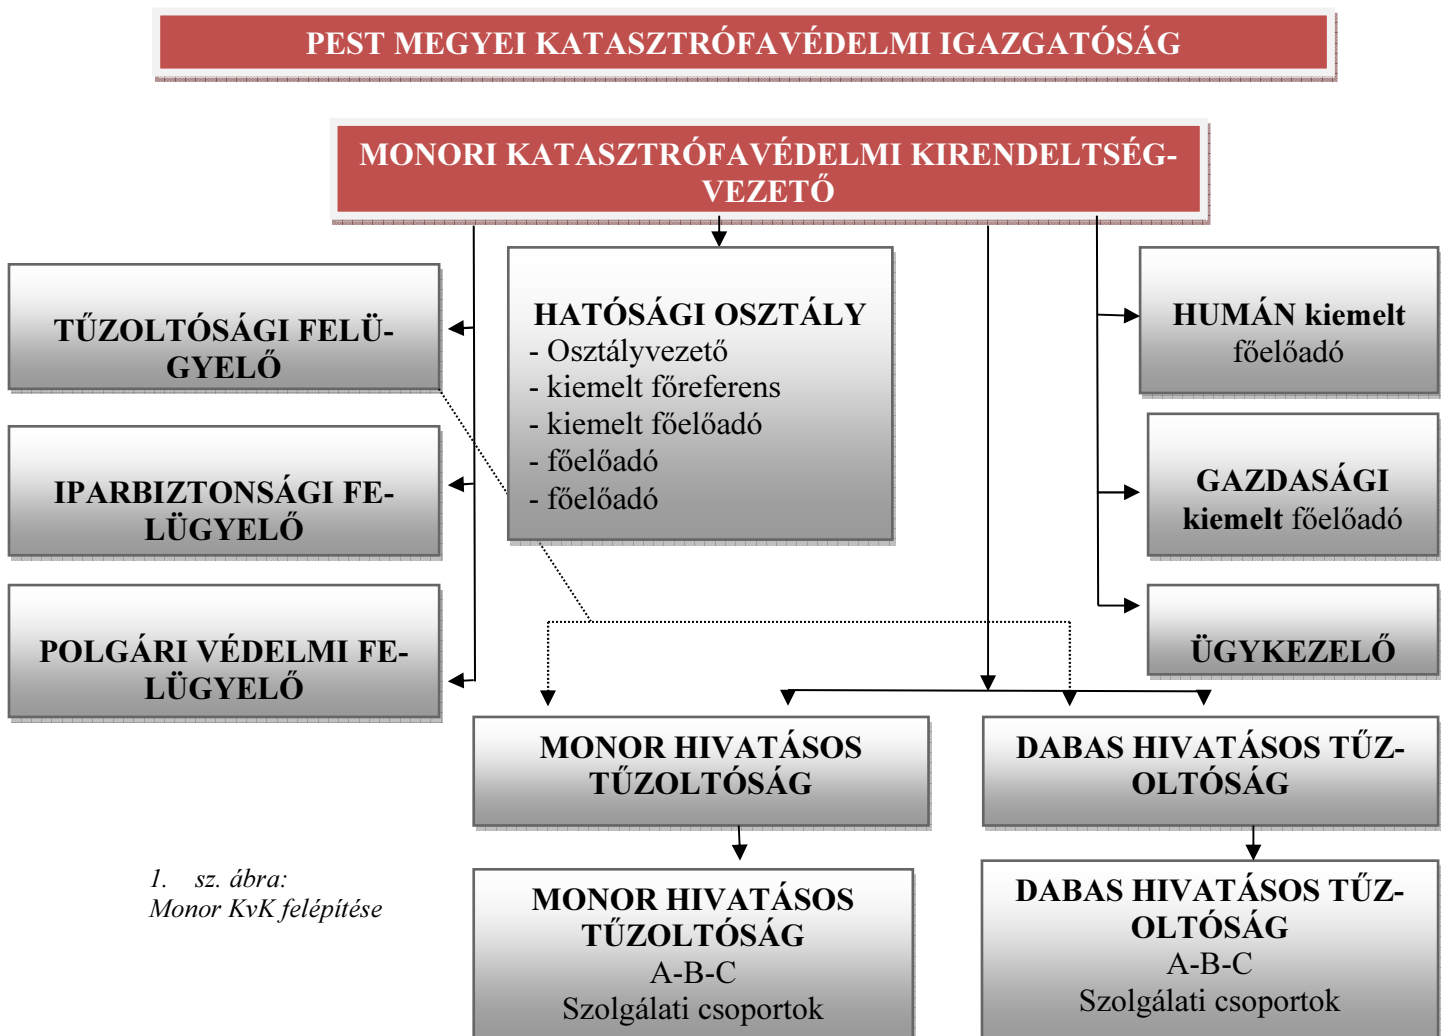 PEST MEGYEI KATASZTRÓFAVÉDELMI IGAZGATÓSÁG
MONORI KATASZTRÓFAVÉDELMI KIRENDELTSÉG-
VEZETŐ
TŰZOLTÓSÁGI FELÜ-
GYELŐ
IPARBIZTONSÁGI FE-
LÜGYELŐ
POLGÁRI VÉDELMI FE-
LÜGYELŐ
HATÓSÁGI OSZTÁLY
- Osztályvezető
- kiemelt főreferens
- kiemelt főelőadó
- főelőadó
- főelőadó
HUMÁN kiemelt
főelőadó
GAZDASÁGI
kiemelt főelőadó
ÜGYKEZELŐ
MONOR HIVATÁSOS
TŰZOLTÓSÁG
DABAS HIVATÁSOS TŰZ-
OLTÓSÁG
MONOR HIVATÁSOS
TŰZOLTÓSÁG
A-B-C
Szolgálati csoportok
DABAS HIVATÁSOS TŰZ-
OLTÓSÁG
A-B-C
Szolgálati csoportok
1. sz. ábra:
Monor KvK felépítése